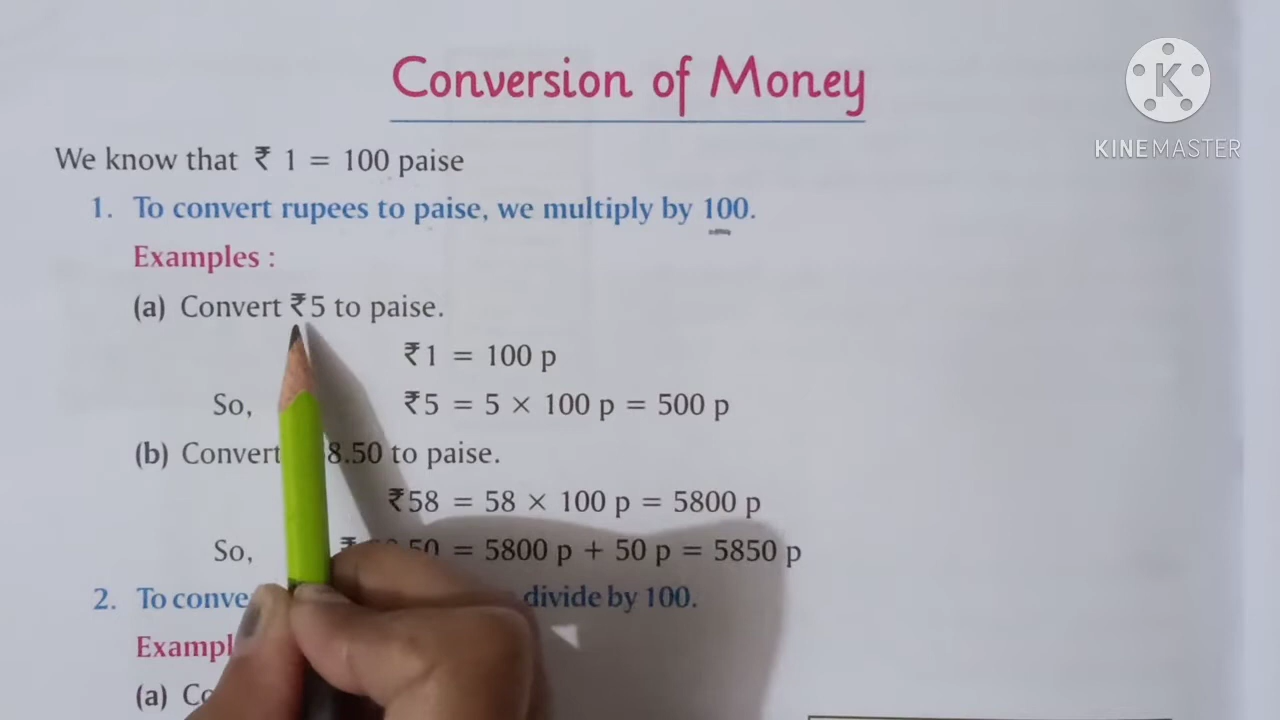 Conversion of Money
K
KINEMASTER
We know that ₹ 1 = 100 paise
1. To convert rupees to paise, we multiply by 100.
Examples :
(a) Convert ₹5 to paise.
₹1 = 100 p
So, ₹5 = 5 × 100 p = 500 p
(b) Convert 8.50 to paise.
₹58 = 58 × 100 p = 5800 p
So, ₹ .50 = 5800 p + 50 p = 5850 p
2. To conve divide by 100.
Exampl
(a) Co